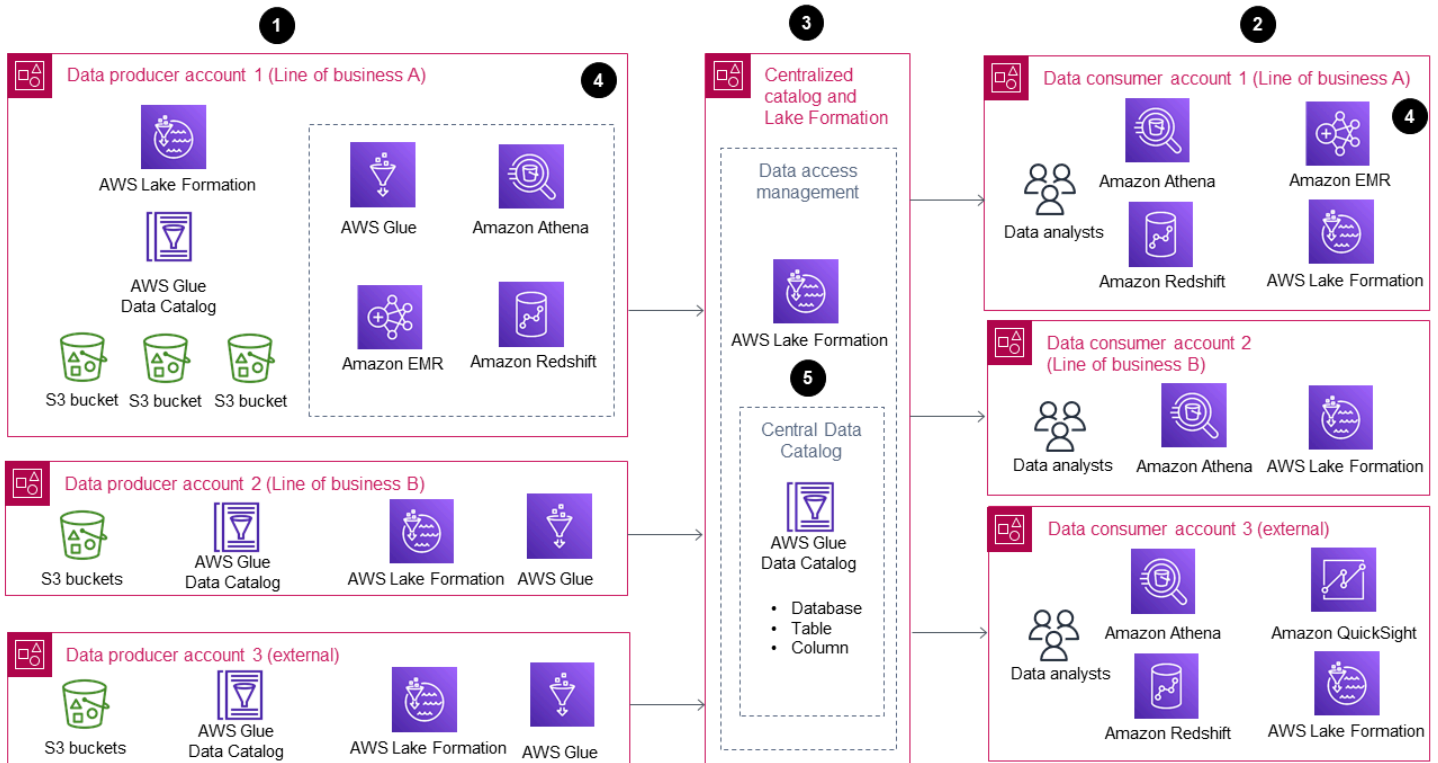 1
3
2
Data producer account 1 (Line of business A)
4
AWS Lake Formation
AWS Glue
Data Catalog
S3 bucket
S3 bucket
S3 bucket
AWS Glue
Amazon Athena
Amazon EMR
Amazon Redshift
Data producer account 2 (Line of business B)
S3 buckets
AWS Glue
Data Catalog
AWS Lake Formation
AWS Glue
Data producer account 3 (external)
S3 buckets
AWS Glue
Data Catalog
AWS Lake Formation
AWS Glue
Centralized
catalog and
Lake Formation
Data access
management
AWS Lake Formation
5
Central Data
Catalog
AWS Glue
Data Catalog
• Database
• Table
• Column
Data consumer account 1 (Line of business A)
4
Data analysts
Amazon Athena
Amazon EMR
Amazon Redshift
AWS Lake Formation
Data consumer account 2
(Line of business B)
Data analysts
Amazon Athena
AWS Lake Formation
Data consumer account 3 (external)
Data analysts
Amazon Athena
Amazon QuickSight
Amazon Redshift
AWS Lake Formation